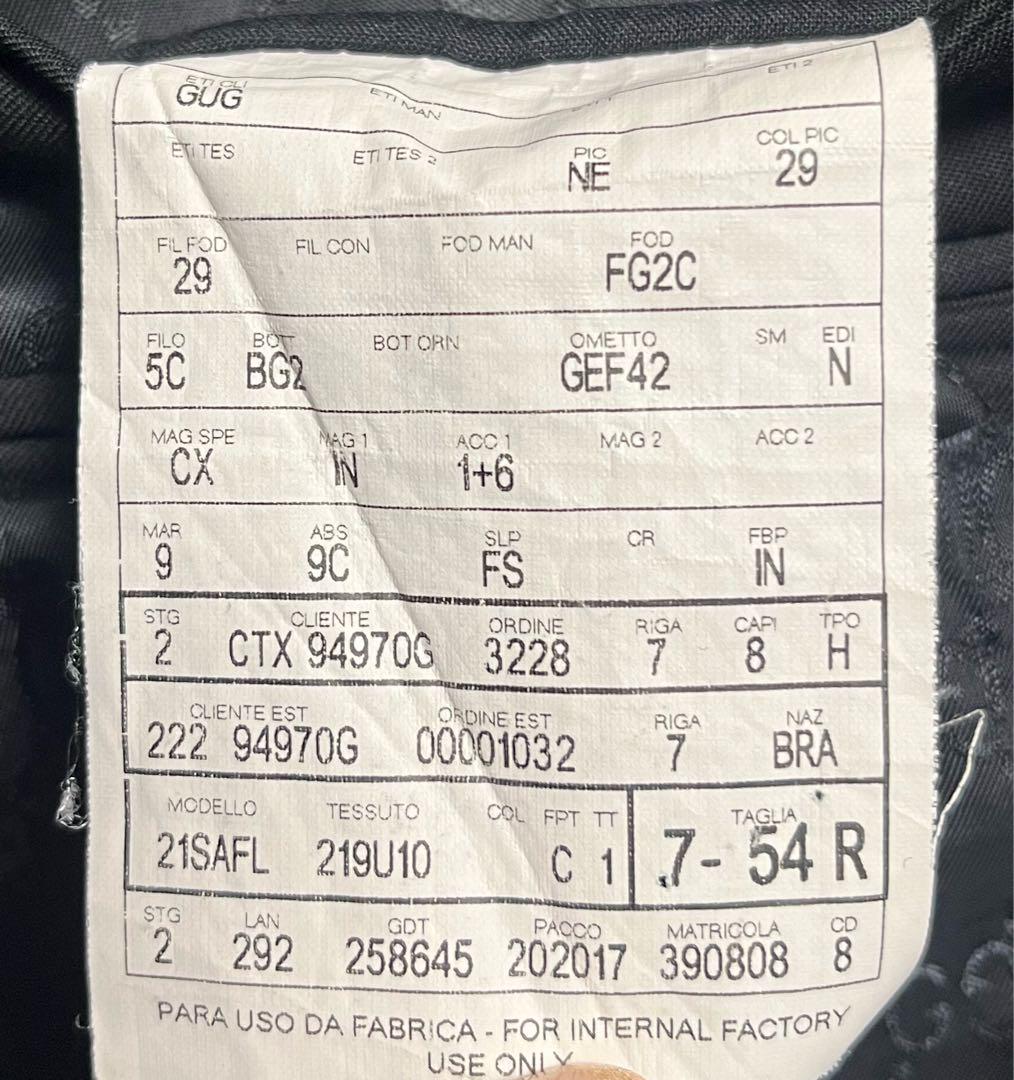 ETI CLI ETI MAN ETI 2
GUG
ETI TES ETI TES 2 PIC COL PIC
NE 29
FIL FOD FIL CON FOD MAN FOD
29 FG2C
FILO BOT BOT ORN OMETTO SM EDI
5C BG2 GEF42 N
MAG SPE MAG 1 ACC 1 MAG 2 ACC 2
CX IN 1+6
MAR ABS SLP CR FBP
9 9C FS IN
STG CLIENTE ORDINE RIGA CAPI TPO
2 CTX 94970G 3228 7 8 H
CLIENTE EST ORDINE EST RIGA NAZ
222 94970G 00001032 7 BRA
MODELLO TESSUTO COL FPT TT TAGLIA
21SAFL 219U10 C 1 7- 54 R
STG LAN GDT PACCO MATRICOLA CD
2 292 258645 202017 390808 8
PARA USO DA FABRICA - FOR INTERNAL FACTORY
USE ONLY